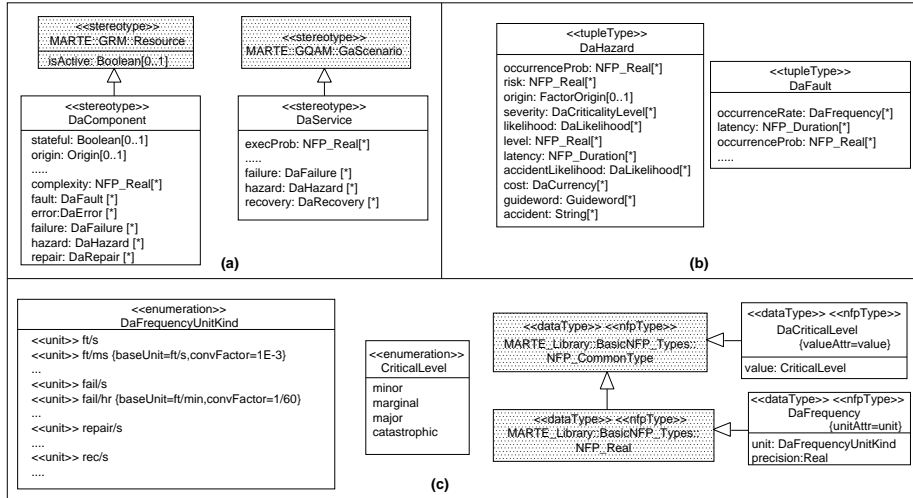 <<stereotype>>
MARTE::GRM::Resource
isActive: Boolean[0..1]
<<stereotype>>
DaComponent
stateful: Boolean[0..1]
origin: Origin[0..1]
.....
complexity: NFP_Real[*]
fault: DaFault [*]
error:DaError [*]
failure: DaFailure [*]
hazard: DaHazard [*]
repair: DaRepair [*]
<<stereotype>>
MARTE::GQAM::GaScenario
<<stereotype>>
DaService
execProb: NFP_Real[*]
.....
failure: DaFailure [*]
hazard: DaHazard [*]
recovery: DaRecovery [*]
(a)
<<tupleType>>
DaHazard
occurrenceProb: NFP_Real[*]
risk: NFP_Real[*]
origin: FactorOrigin[0..1]
severity: DaCriticalityLevel[*]
likelihood: DaLikelihood[*]
level: NFP_Real[*]
latency: NFP_Duration[*]
accidentLikelihood: DaLikelihood[*]
cost: DaCurrency[*]
guideword: Guideword[*]
accident: String[*]
<<tupleType>>
DaFault
occurrenceRate: DaFrequency[*]
latency: NFP_Duration[*]
occurrenceProb: NFP_Real[*]
.....
(b)
<<enumeration>>
DaFrequencyUnitKind
<<unit>> ft/s
<<unit>> ft/ms {baseUnit=ft/s,convFactor=1E-3}
...
<<unit>> fail/s
<<unit>> fail/hr {baseUnit=ft/min,convFactor=1/60}
...
<<unit>> repair/s
....
<<unit>> rec/s
....
<<enumeration>>
CriticalLevel
minor
marginal
major
catastrophic
<<dataType>> <<nfpType>>
MARTE_Library::BasicNFP_Types::
NFP_CommonType
<<dataType>> <<nfpType>>
MARTE_Library::BasicNFP_Types::
NFP_Real
<<dataType>> <<nfpType>>
DaCriticalLevel
{valueAttr=value}
value: CriticalLevel
<<dataType>> <<nfpType>>
DaFrequency
{unitAttr=unit}
unit: DaFrequencyUnitKind
precision:Real
(c)